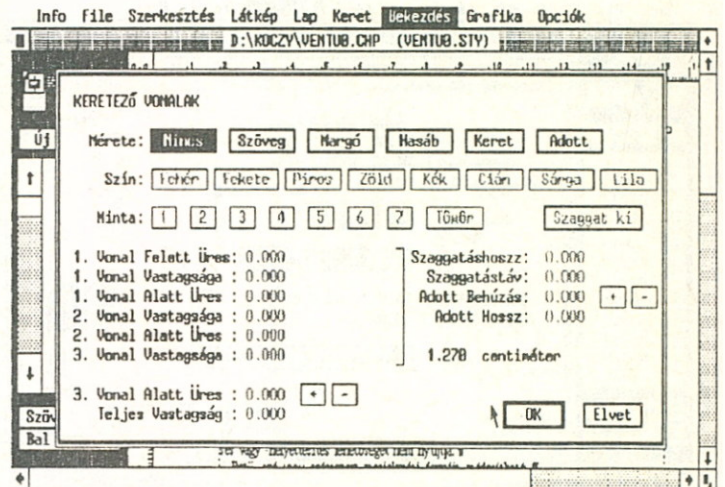 Info File Szerkesztés Látkép Lap Keret Bekezdés Grafika Opciók
D:\KOCZY\VENTUB.CHP (VENTUB.STY)
KERETEZŐ VONALAK
Mérete: Nincs Szöveg Margó Hasáb Keret Adott
Új
Szín: Fehér Fekete Piros Zöld Kék Cián Sárga Lila
Minta: 1 2 3 4 5 6 7 Tömör Szaggat ki
1. Vonal Felett Üres: 0.000 Szaggatáshossz: 0.000
1. Vonal Vastagsága : 0.000 Szaggatástáv: 0.000
1. Vonal Alatt Üres : 0.000 Adott Behúzás: 0.000 + -
2. Vonal Vastagsága : 0.000 Adott Hossz: 0.000
2. Vonal Alatt Üres : 0.000
3. Vonal Vastagsága : 0.000 1.270 centiméter
3. Vonal Alatt Üres : 0.000 + -
Teljes Vastagság : 0.000 OK Elvet
Szöv
Bal